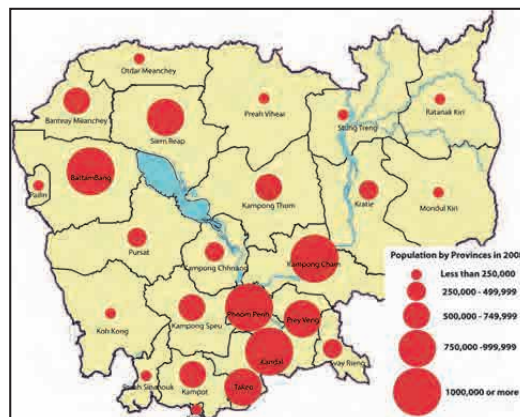 Otdar Meanchey
Banteay Meanchey
Siem Reap
Preah Vihear
Stung Treng
Ratanak Kiri
BattamBang
Pailin
Kampong Thom
Kratie
Mondul Kiri
Pursat
Kampong Chhnang
Kampong Cham
Koh Kong
Kampong Speu
Phnom Penh
Prey Veng
Kandal
Svay Rieng
Preah Sihanouk
Kampot
Takeo
Population by Provinces in 2008
Less than 250,000
250,000 - 499,999
500,000 - 749,999
750,000 -999,999
1000,000 or more